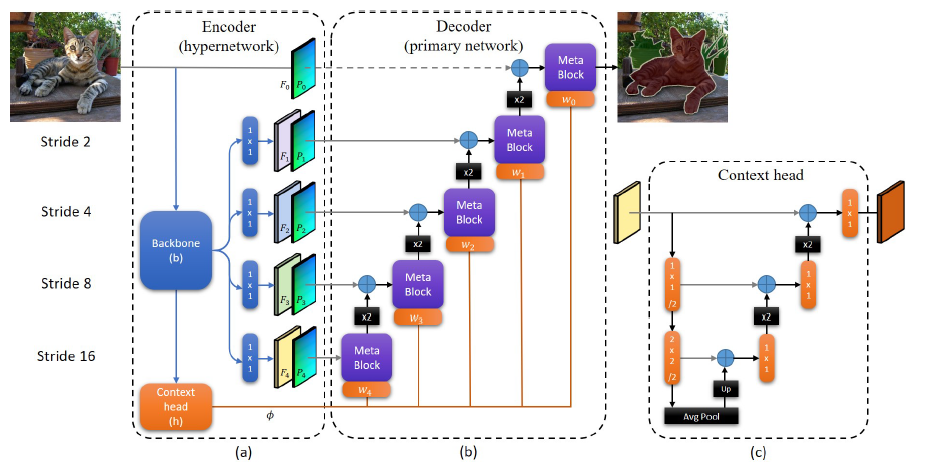 Encoder
(hypernetwork)
Decoder
(primary network)
F₀ P₀
Meta
Block
w₀
x2
Stride 2
1
x
1
F₁ P₁
Meta
Block
w₁
x2
Stride 4
1
x
1
F₂ P₂
Meta
Block
w₂
x2
Backbone
(b)
Stride 8
1
x
1
F₃ P₃
Meta
Block
w₃
x2
Stride 16
1
x
1
F₄ P₄
Meta
Block
w₄
Context
head
(h)
ϕ
(a)
(b)
Context head
1
x
1
x2
1
x
1
/2
1
x
1
x2
2
x
2
/2
1
x
1
Up
Avg Pool
(c)